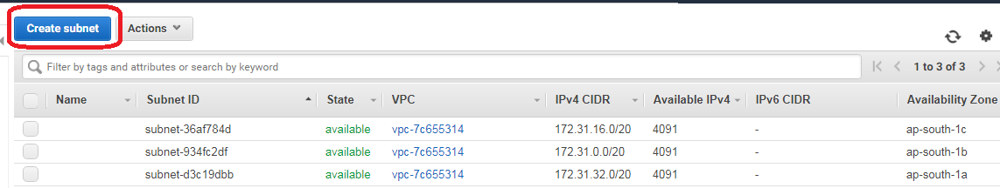 Create subnet Actions
Filter by tags and attributes or search by keyword 1 to 3 of 3
Name Subnet ID State VPC IPv4 CIDR Available IPv4 IPv6 CIDR Availability Zone
subnet-36af784d available vpc-7c655314 172.31.16.0/20 4091 - ap-south-1c
subnet-934fc2df available vpc-7c655314 172.31.0.0/20 4091 - ap-south-1b
subnet-d3c19dbb available vpc-7c655314 172.31.32.0/20 4091 - ap-south-1a